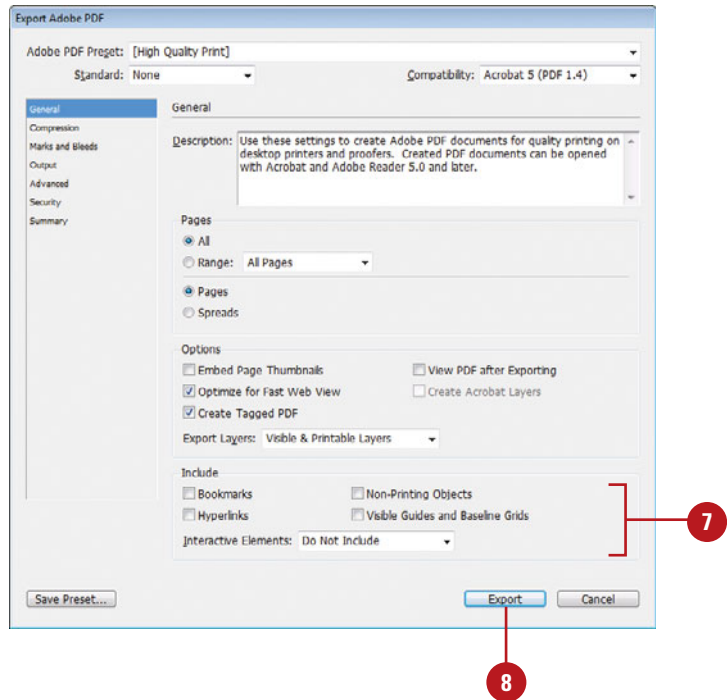 Export Adobe PDF
Adobe PDF Preset: [High Quality Print]
Standard: None Compatibility: Acrobat 5 (PDF 1.4)
General
Compression
Marks and Bleeds
Output
Advanced
Security
Summary
General
Description: Use these settings to create Adobe PDF documents for quality printing on
desktop printers and proofers. Created PDF documents can be opened
with Acrobat and Adobe Reader 5.0 and later.
Pages
All
Range: All Pages
Pages
Spreads
Options
Embed Page Thumbnails View PDF after Exporting
Optimize for Fast Web View Create Acrobat Layers
Create Tagged PDF
Export Layers: Visible & Printable Layers
Include
Bookmarks Non-Printing Objects
Hyperlinks Visible Guides and Baseline Grids
Interactive Elements: Do Not Include
7
Save Preset... Export Cancel
8